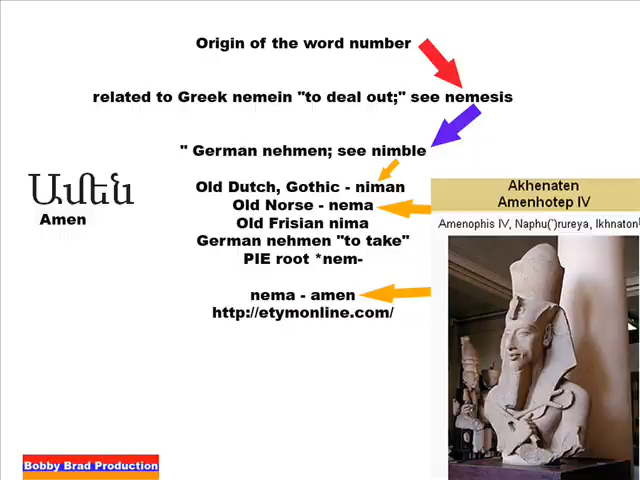 Origin of the word number
related to Greek nemein "to deal out;" see nemesis
" German nehmen; see nimble
Ամեն
Amen
Old Dutch, Gothic - niman
Old Norse - nema
Old Frisian nima
German nehmen "to take"
PIE root *nem-
nema - amen
http://etymonline.com/
Akhenaten
Amenhotep IV
Amenophis IV, Naphu(`)rureya, Ikhnaton
Bobby Brad Production